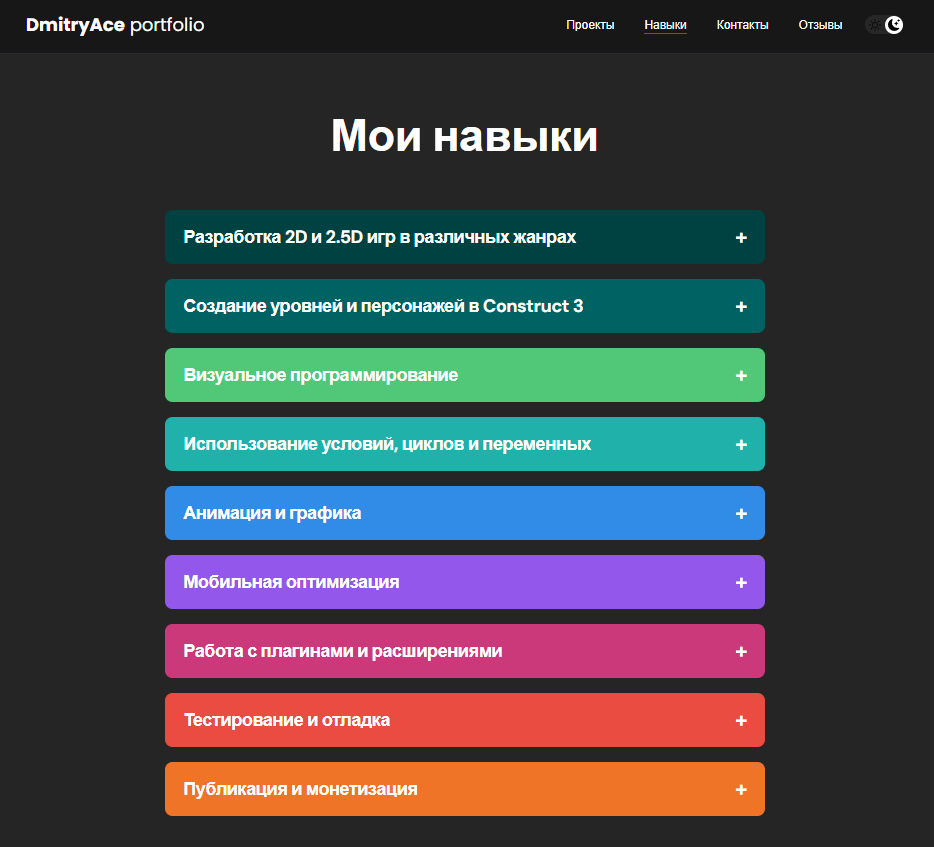 DmitryAce portfolio
Проекты
Навыки
Контакты
Отзывы
Мои навыки
Разработка 2D и 2.5D игр в различных жанрах +
Создание уровней и персонажей в Construct 3 +
Визуальное программирование +
Использование условий, циклов и переменных +
Анимация и графика +
Мобильная оптимизация +
Работа с плагинами и расширениями +
Тестирование и отладка +
Публикация и монетизация +